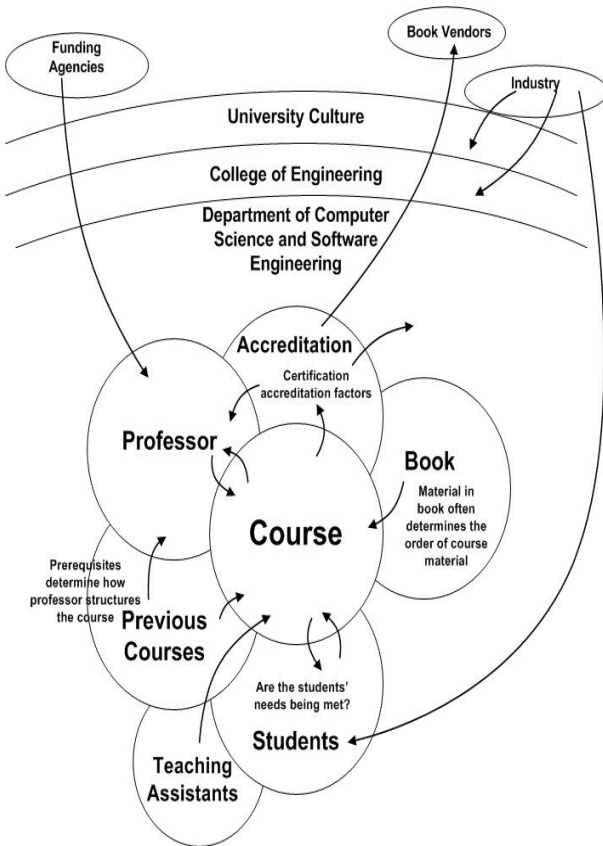 Funding
Agencies
Book Vendors
Industry
University Culture
College of Engineering
Department of Computer
Science and Software
Engineering
Accreditation
Certification
accreditation factors
Professor
Book
Material in
book often
determines the
order of course
material
Course
Prerequisites
determine how
professor structures
the course
Previous
Courses
Are the students'
needs being met?
Students
Teaching
Assistants